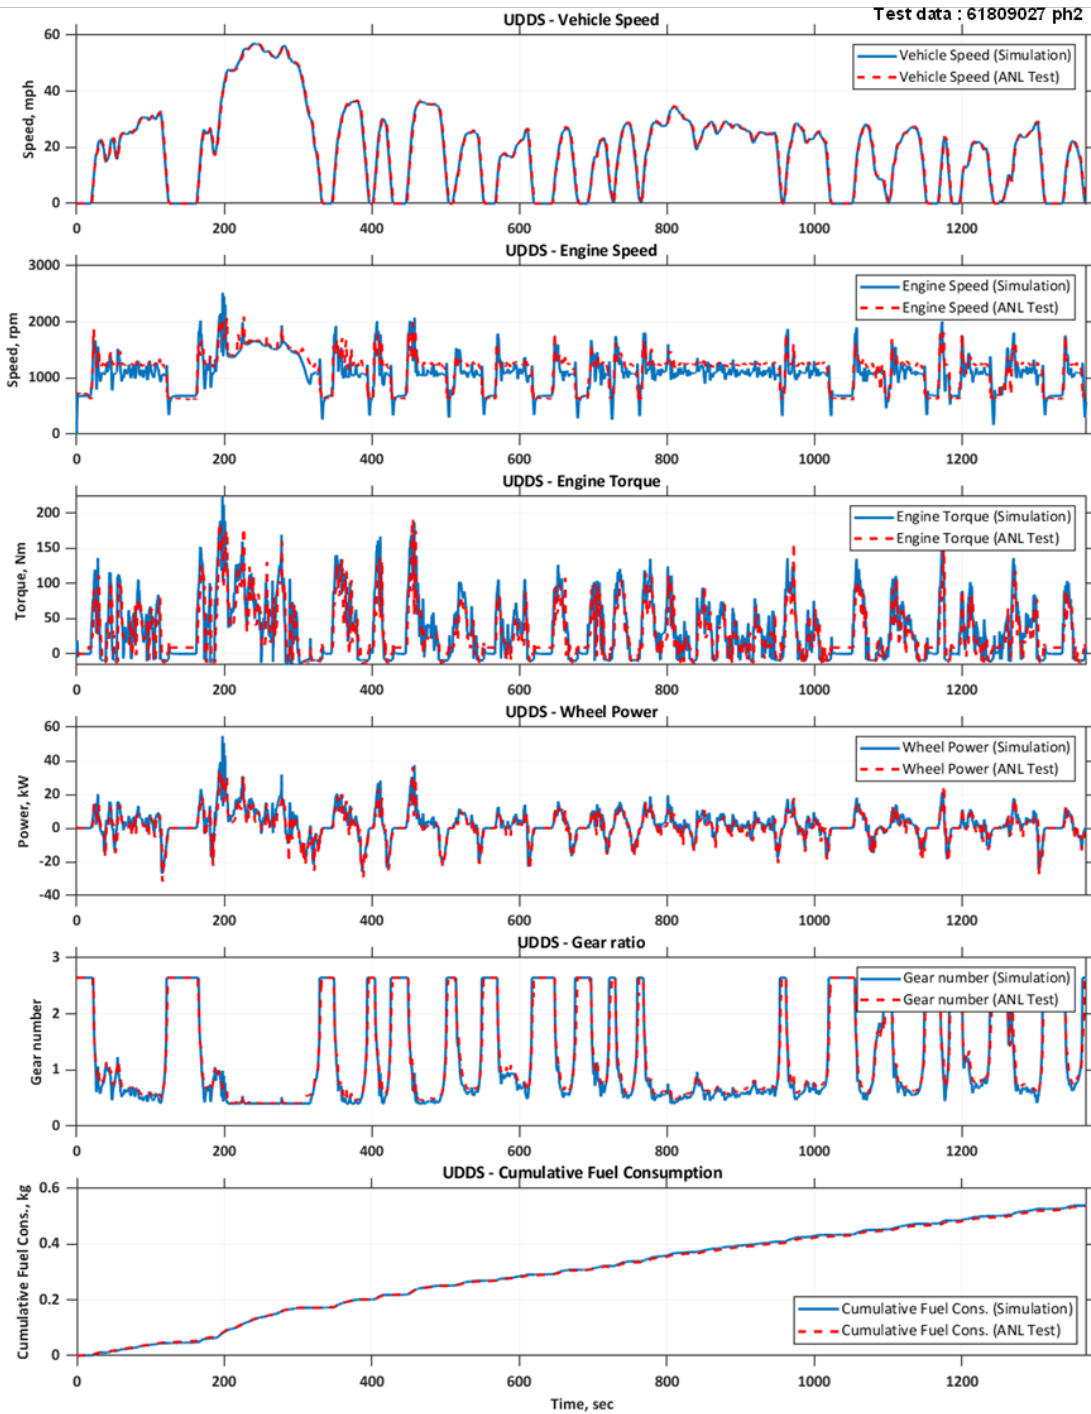 Test data : 61809027 ph2
UDDS - Vehicle Speed
60
40
20
0
Speed, mph
Vehicle Speed (Simulation)
Vehicle Speed (ANL Test)
0 200 400 600 800 1000 1200
UDDS - Engine Speed
3000
2000
1000
0
Speed, rpm
Engine Speed (Simulation)
Engine Speed (ANL Test)
0 200 400 600 800 1000 1200
UDDS - Engine Torque
200
150
100
50
0
Torque, Nm
Engine Torque (Simulation)
Engine Torque (ANL Test)
0 200 400 600 800 1000 1200
UDDS - Wheel Power
60
40
20
0
-20
-40
Power, kW
Wheel Power (Simulation)
Wheel Power (ANL Test)
0 200 400 600 800 1000 1200
UDDS - Gear ratio
3
2
1
0
Gear number
Gear number (Simulation)
Gear number (ANL Test)
0 200 400 600 800 1000 1200
UDDS - Cumulative Fuel Consumption
0.6
0.4
0.2
0
Cumulative Fuel Cons., kg
Cumulative Fuel Cons. (Simulation)
Cumulative Fuel Cons. (ANL Test)
0 200 400 600 800 1000 1200
Time, sec